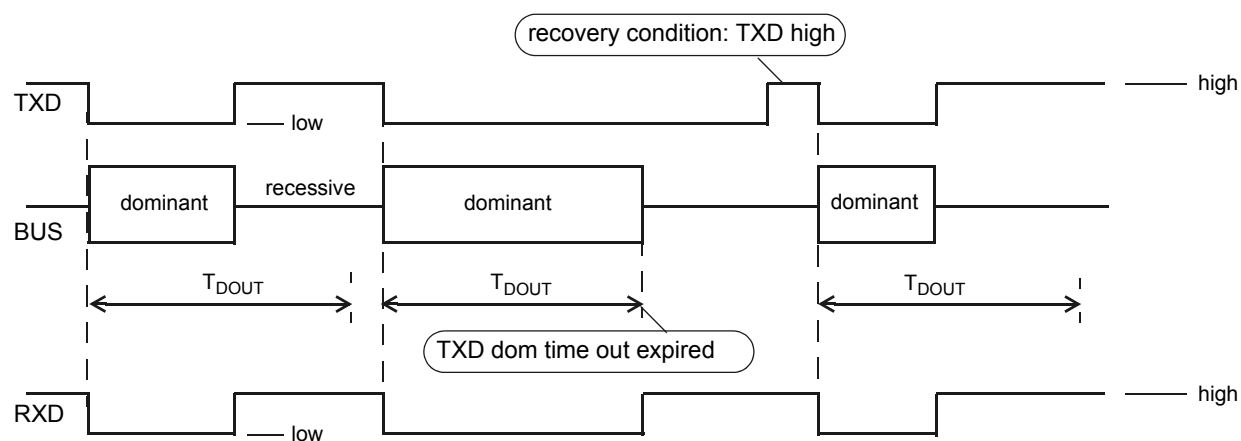 recovery condition: TXD high
TXD
high
low
dominant
recessive
dominant
dominant
BUS
TDOUT
TDOUT
TDOUT
TXD dom time out expired
RXD
high
low